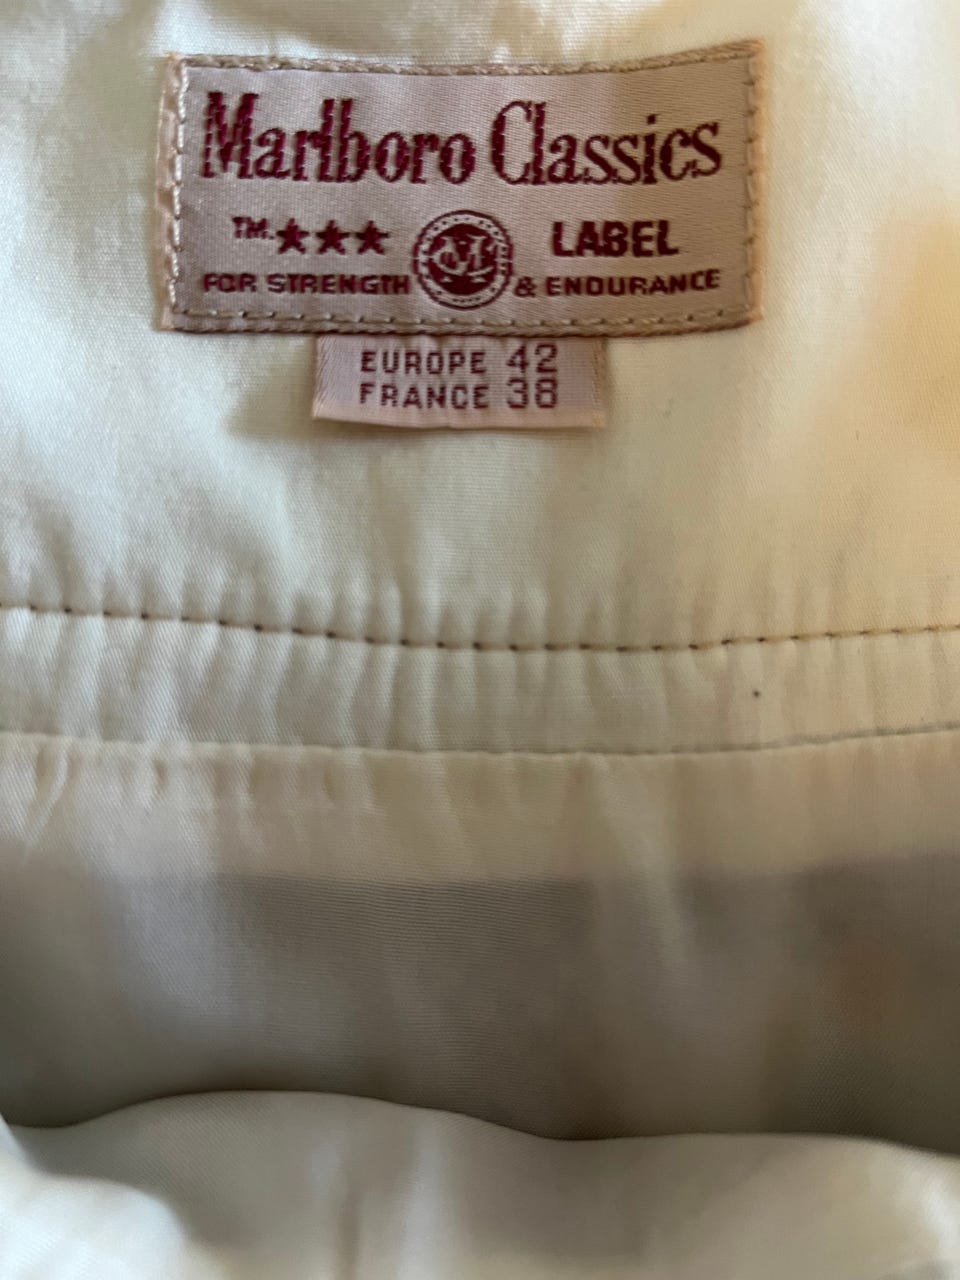 Marlboro Classics
TM. ★★★ LABEL
FOR STRENGTH & ENDURANCE
EUROPE 42
FRANCE 38